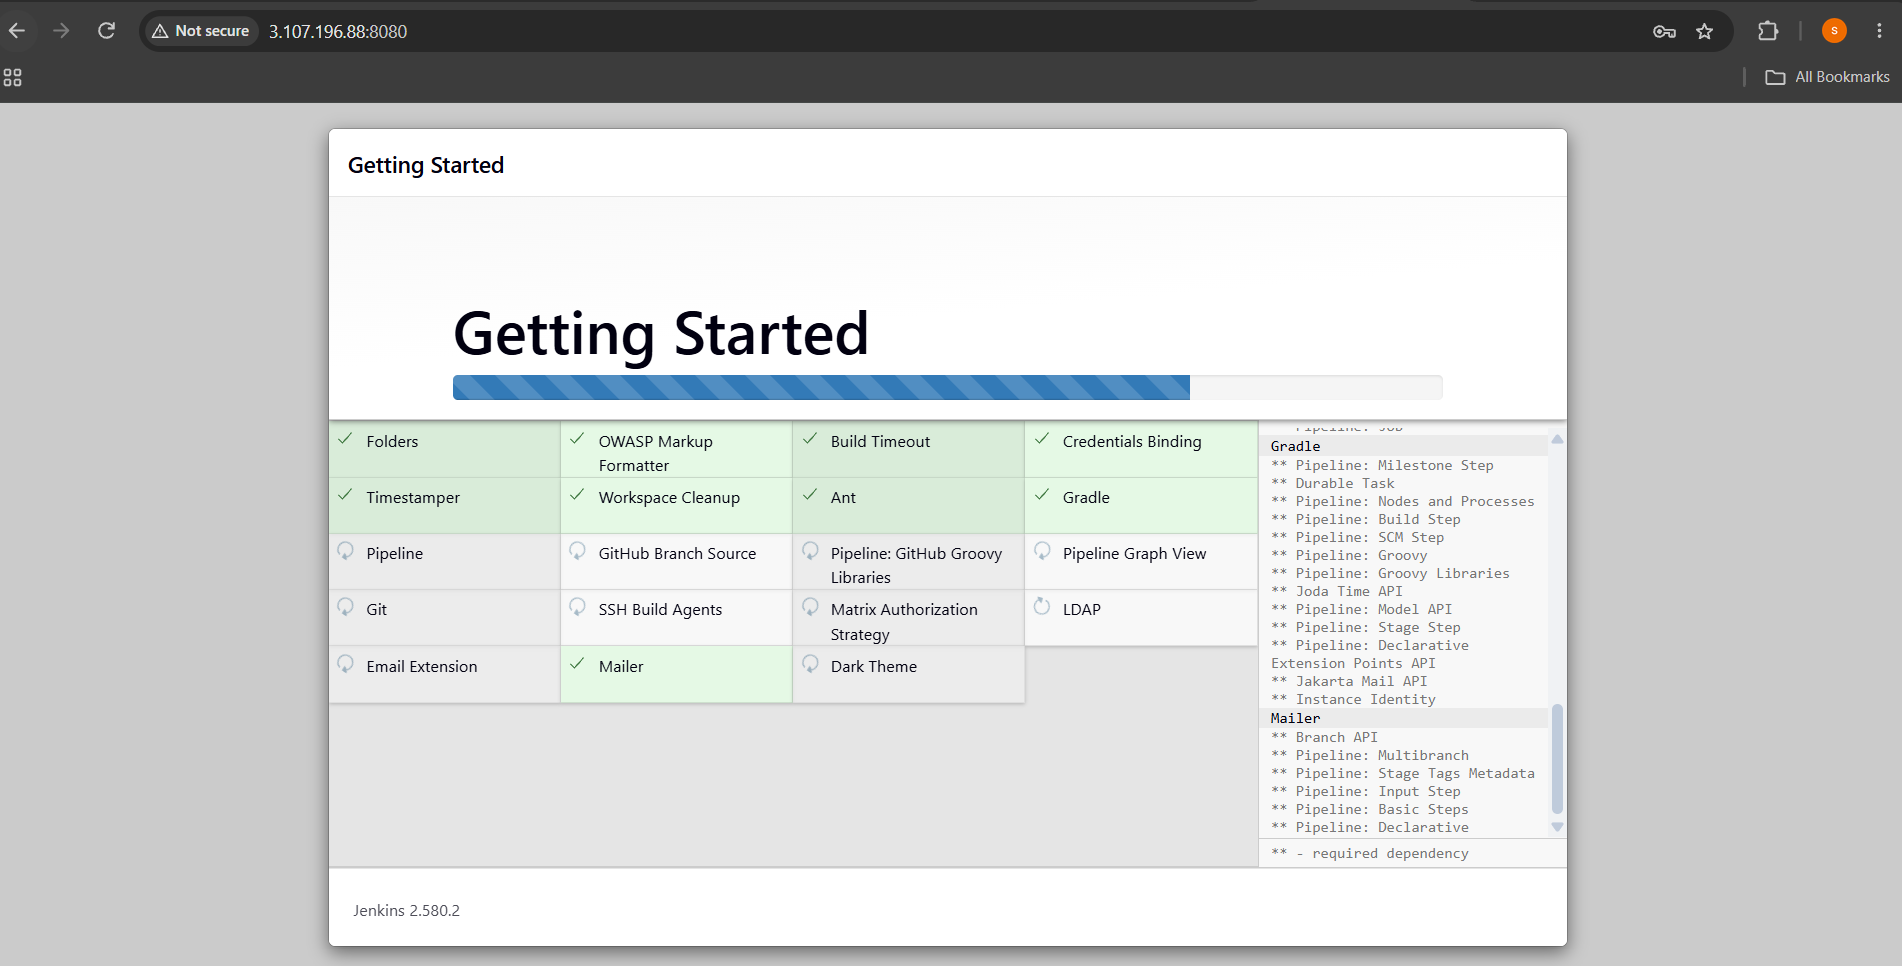 Not secure
3.107.196.88:8080
S
All Bookmarks
Getting Started
Getting Started
Folders
OWASP Markup
Formatter
Build Timeout
Credentials Binding
Timestamper
Workspace Cleanup
Ant
Gradle
Pipeline
GitHub Branch Source
Pipeline: GitHub Groovy
Libraries
Pipeline Graph View
Git
SSH Build Agents
Matrix Authorization
Strategy
LDAP
Email Extension
Mailer
Dark Theme
Gradle
** Pipeline: Milestone Step
** Durable Task
** Pipeline: Nodes and Processes
** Pipeline: Build Step
** Pipeline: SCM Step
** Pipeline: Groovy
** Pipeline: Groovy Libraries
** Joda Time API
** Pipeline: Model API
** Pipeline: Stage Step
** Pipeline: Declarative
Extension Points API
** Jakarta Mail API
** Instance Identity
Mailer
** Branch API
** Pipeline: Multibranch
** Pipeline: Stage Tags Metadata
** Pipeline: Input Step
** Pipeline: Basic Steps
** Pipeline: Declarative
** - required dependency
Jenkins 2.580.2